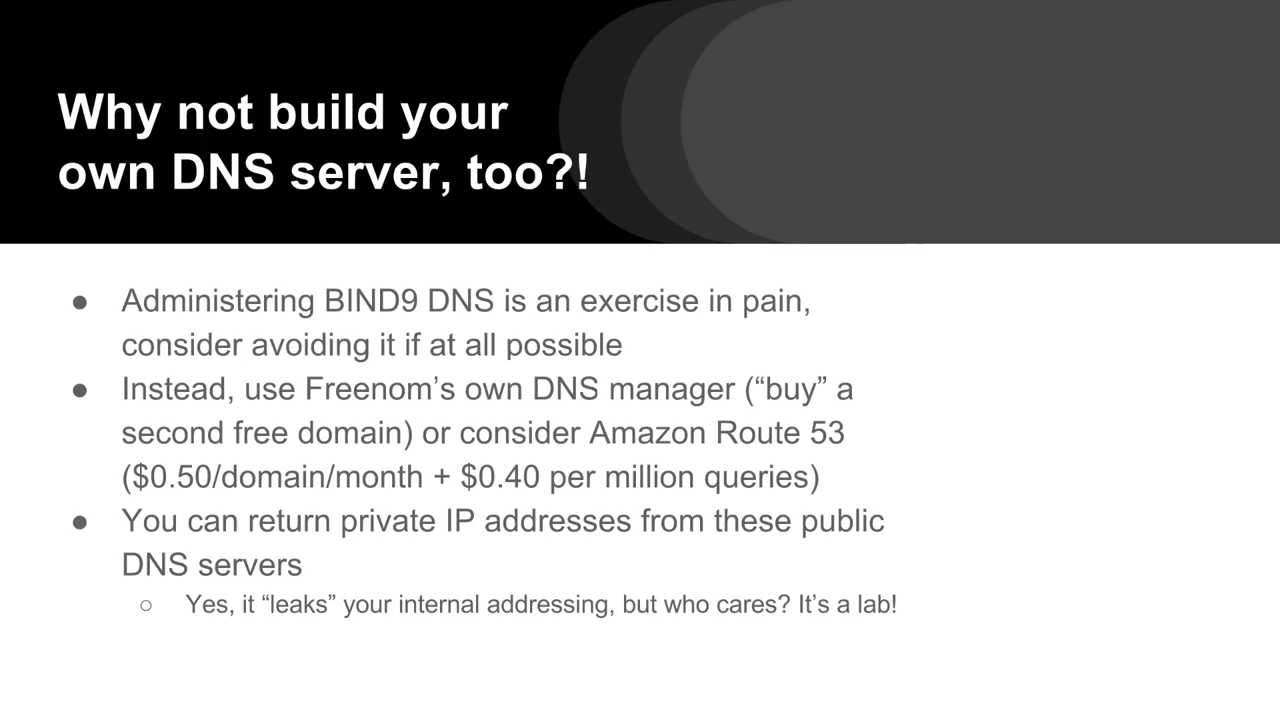 Why not build your
own DNS server, too?!
● Administering BIND9 DNS is an exercise in pain,
consider avoiding it if at all possible
● Instead, use Freenom’s own DNS manager (“buy” a
second free domain) or consider Amazon Route 53
($0.50/domain/month + $0.40 per million queries)
● You can return private IP addresses from these public
DNS servers
○ Yes, it “leaks” your internal addressing, but who cares? It’s a lab!